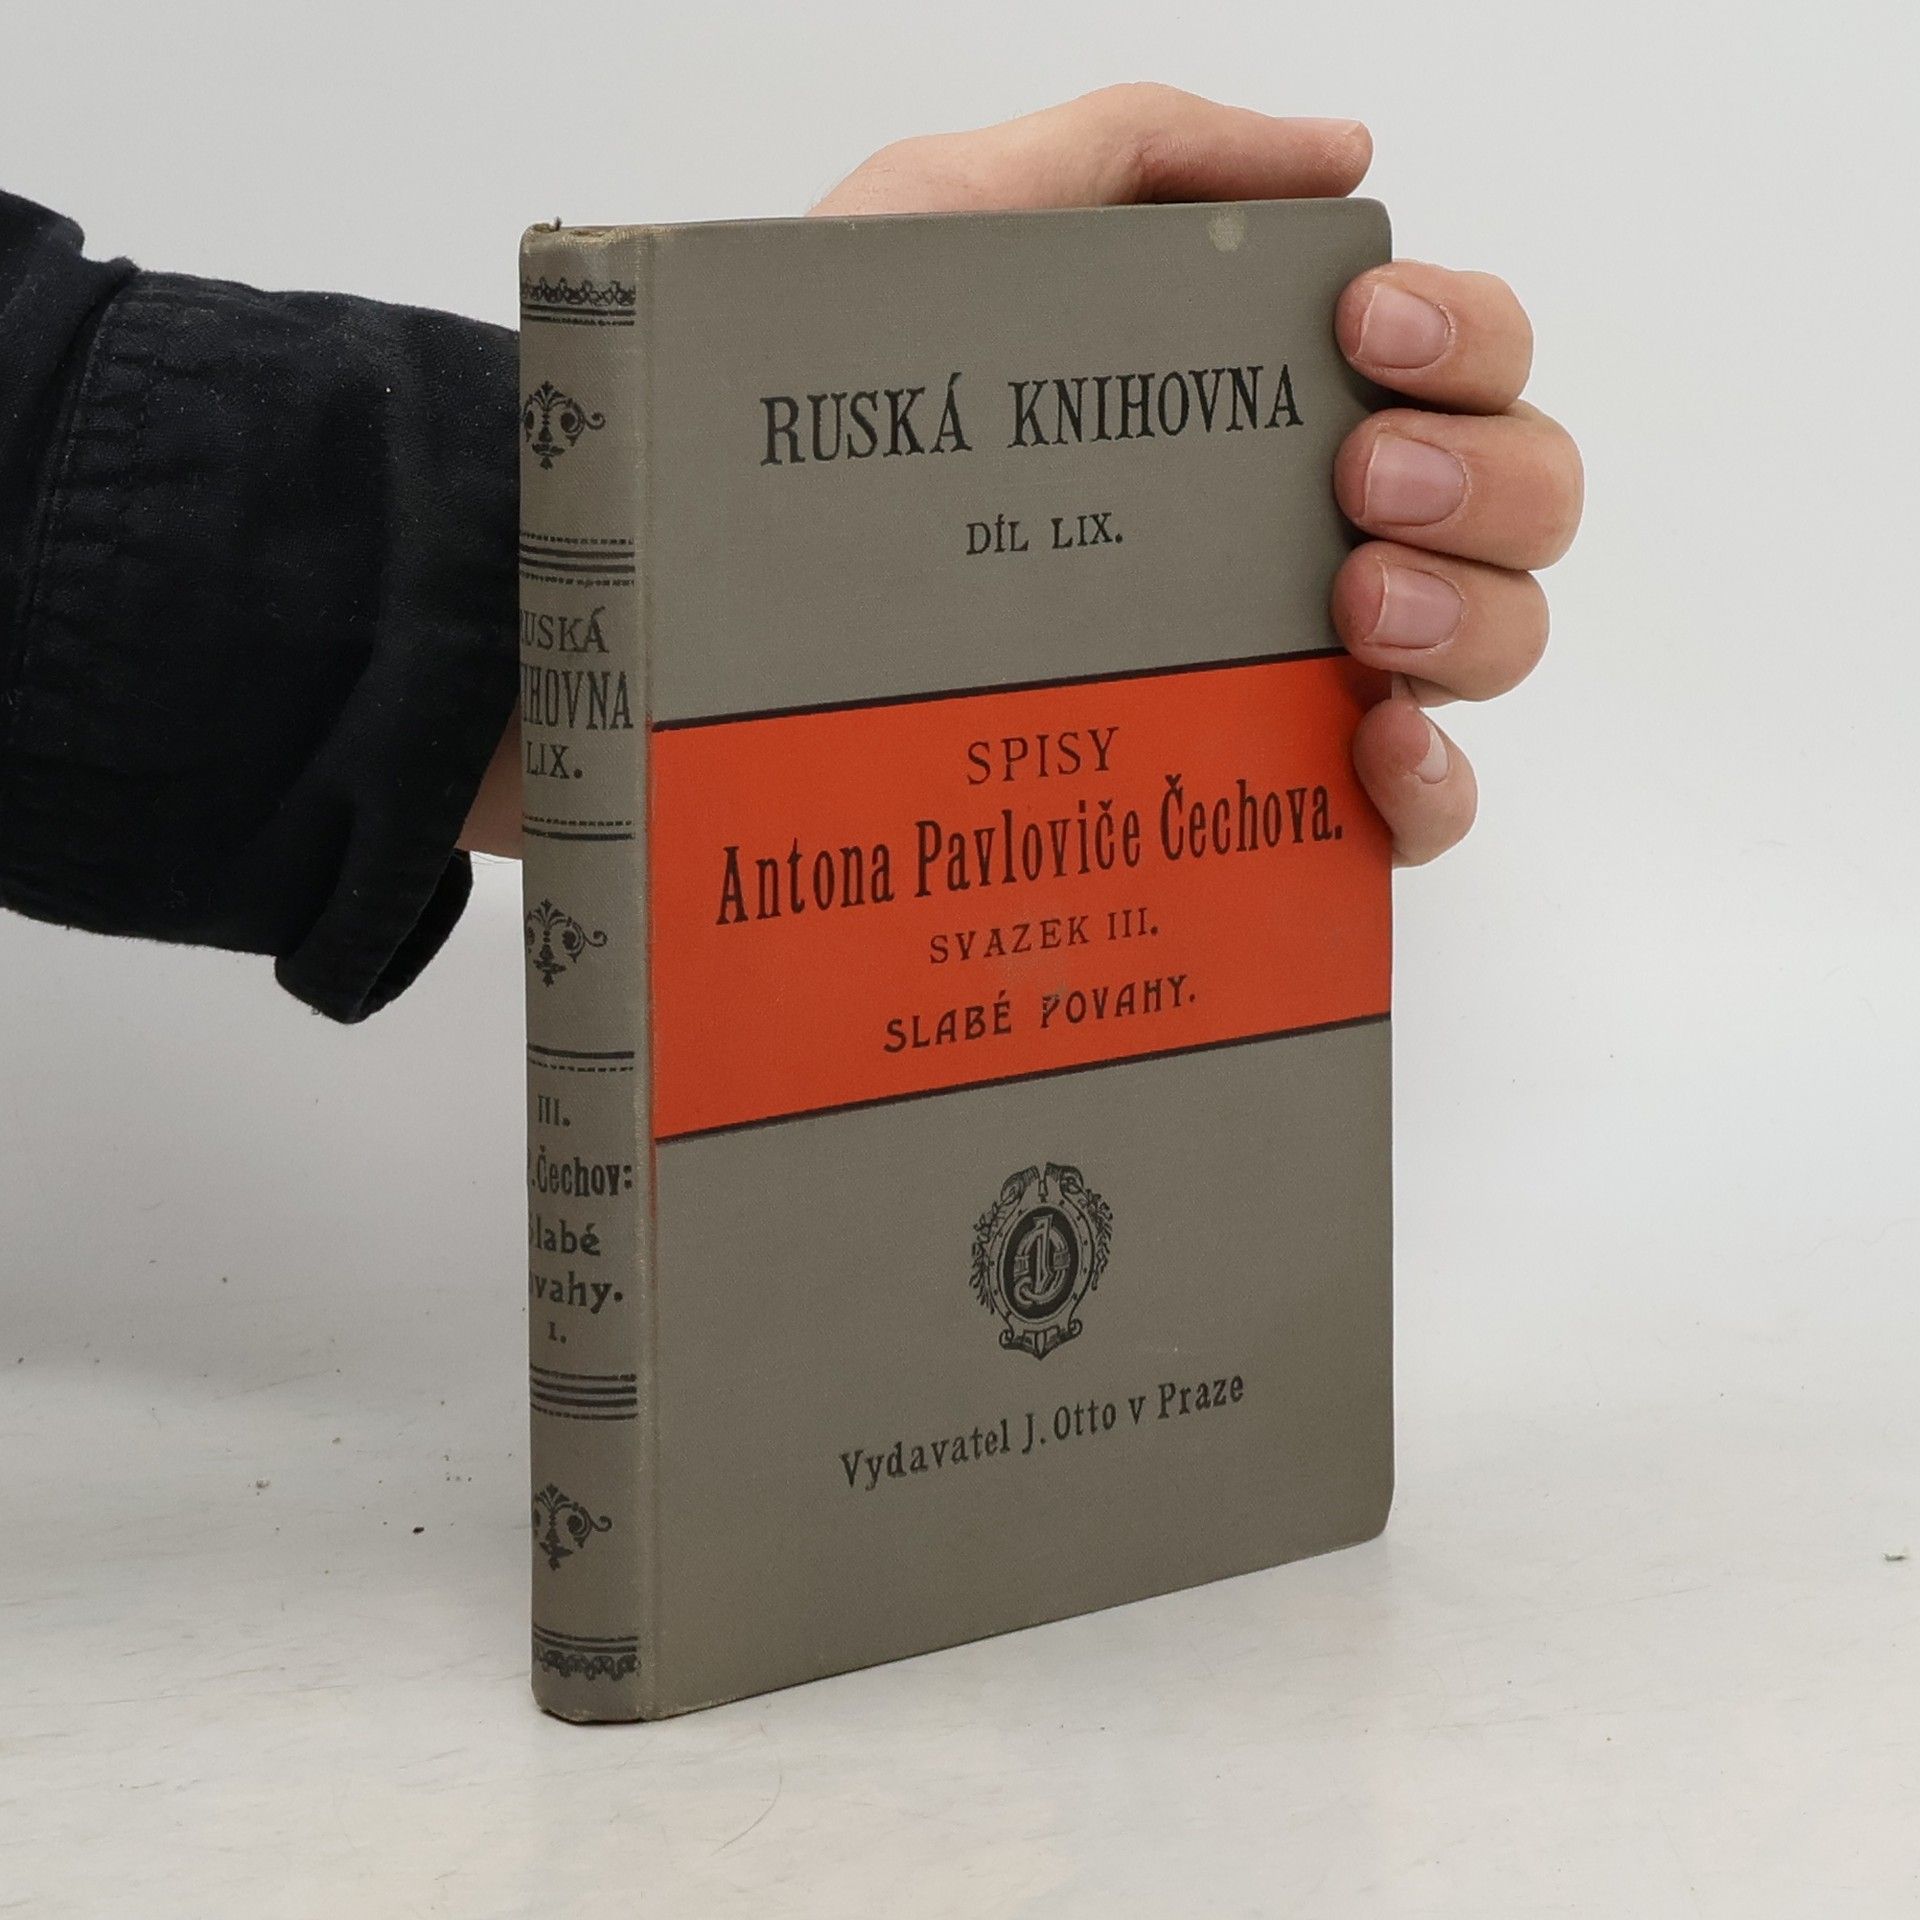 RUSKÁ KNIHOVNA
DÍL LIX.
SPISY
Antona Pavloviče Čechova.
SVAZEK III.
SLABÉ POVAHY.
Vydavatel J. Otto v Praze
RUSKÁ
KNIHOVNA
LIX.
III.
Čechov:
Slabé
Povahy.
I.